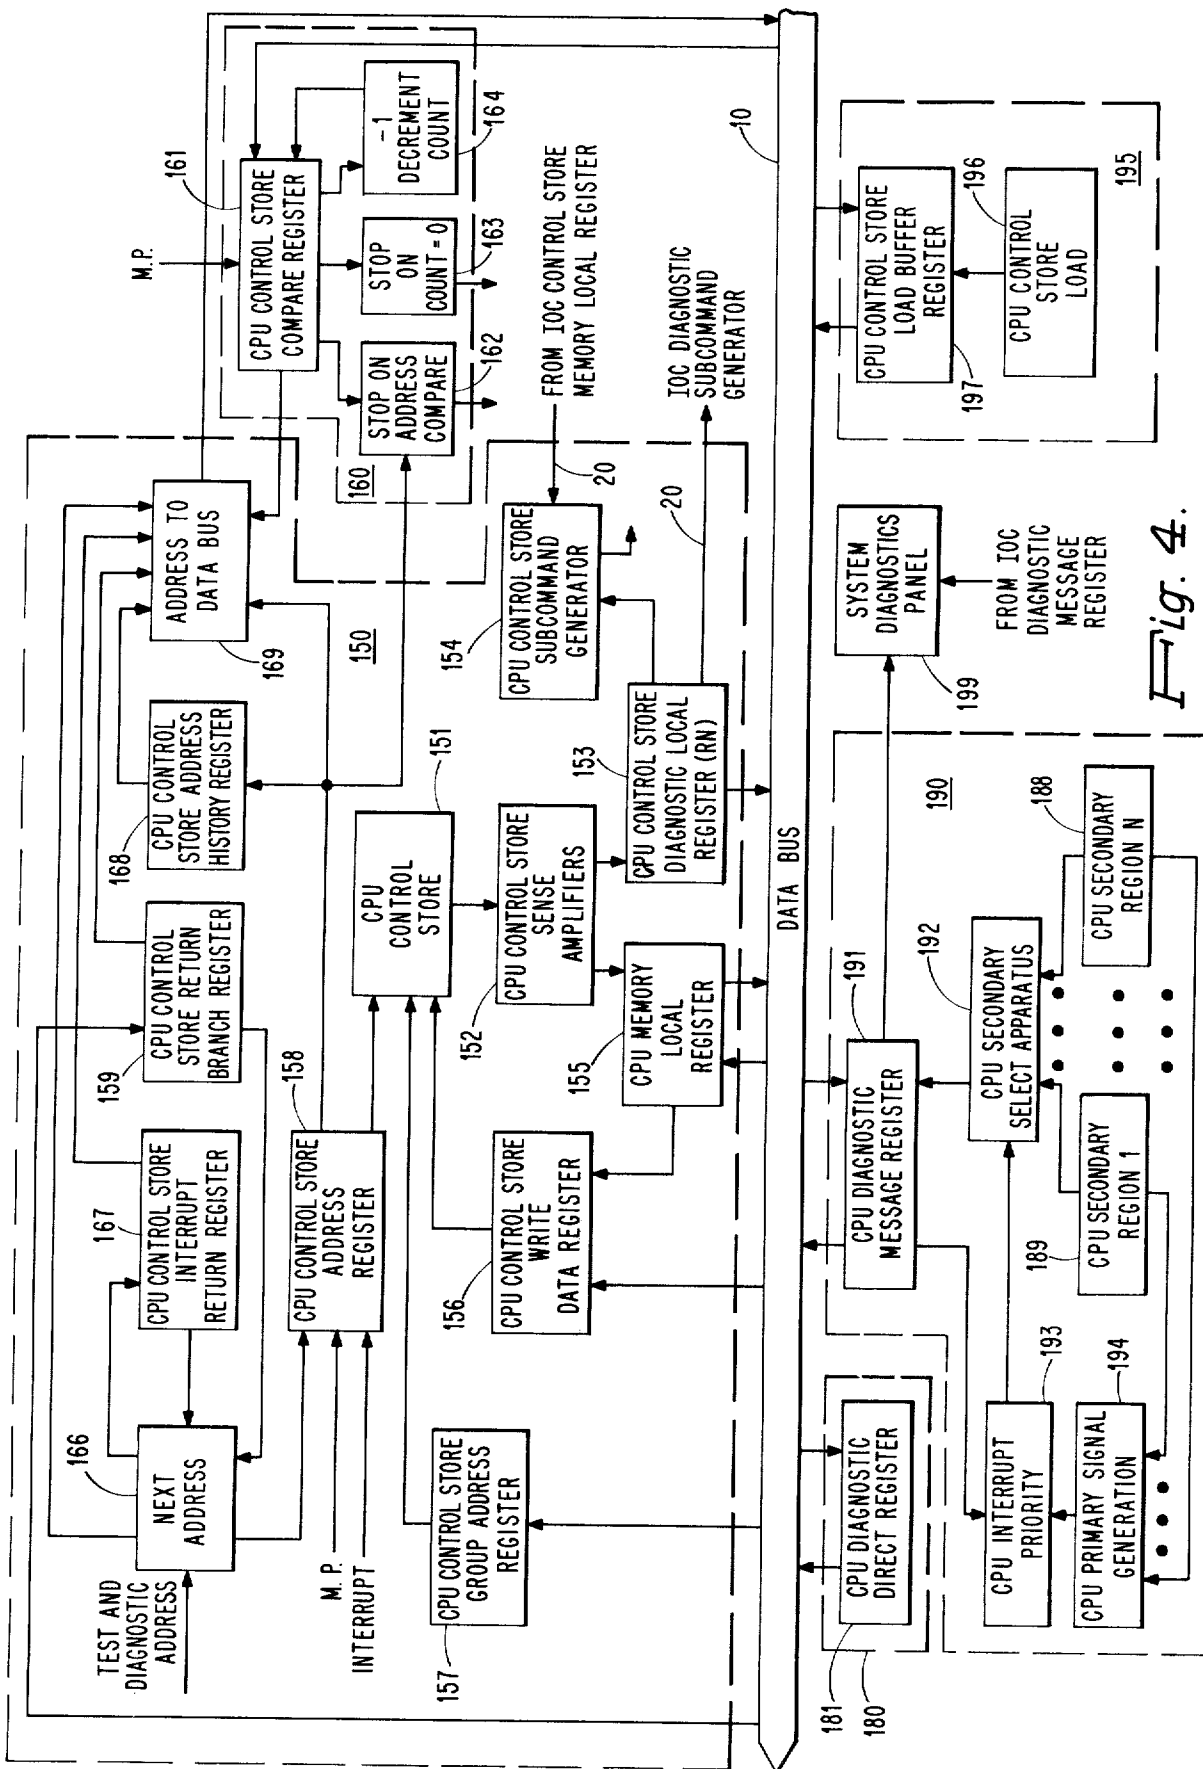 TEST AND
DIAGNOSTIC
ADDRESS
166
NEXT
ADDRESS
167
CPU CONTROL STORE
INTERRUPT
RETURN REGISTER
159
CPU CONTROL
STORE RETURN
BRANCH REGISTER
168
CPU CONTROL
STORE ADDRESS
HISTORY REGISTER
ADDRESS TO
DATA BUS
169
M.P.
161
CPU CONTROL STORE
COMPARE REGISTER
STOP ON
ADDRESS
COMPARE
162
STOP
ON
COUNT = 0
163
-1
DECREMENT
COUNT
164
160
150
M. P.
INTERRUPT
158
CPU CONTROL STORE
ADDRESS
REGISTER
151
CPU
CONTROL
STORE
154
CPU CONTROL STORE
SUBCOMMAND
GENERATOR
20
FROM IOC CONTROL STORE
MEMORY LOCAL REGISTER
157
CPU CONTROL STORE
GROUP ADDRESS
REGISTER
156
CPU CONTROL STORE
WRITE
DATA REGISTER
152
CPU CONTROL STORE
SENSE
AMPLIFIERS
155
CPU MEMORY
LOCAL
REGISTER
153
CPU CONTROL STORE
DIAGNOSTIC LOCAL
REGISTER (RN)
20
IOC DIAGNOSTIC
SUBCOMMAND
GENERATOR
DATA BUS
10
CPU DIAGNOSTIC
DIRECT REGISTER
181
180
191
CPU DIAGNOSTIC
MESSAGE REGISTER
190
SYSTEM
DIAGNOSTICS
PANEL
199
FROM IOC
DIAGNOSTIC
MESSAGE
REGISTER
CPU CONTROL STORE
LOAD BUFFER
REGISTER
197
196
CPU CONTROL
STORE
LOAD
195
CPU INTERRUPT
PRIORITY
193
192
CPU SECONDARY
SELECT APPARATUS
CPU PRIMARY SIGNAL
GENERATION
194
189
CPU SECONDARY
REGION 1
188
CPU SECONDARY
REGION N
Fig. 4.